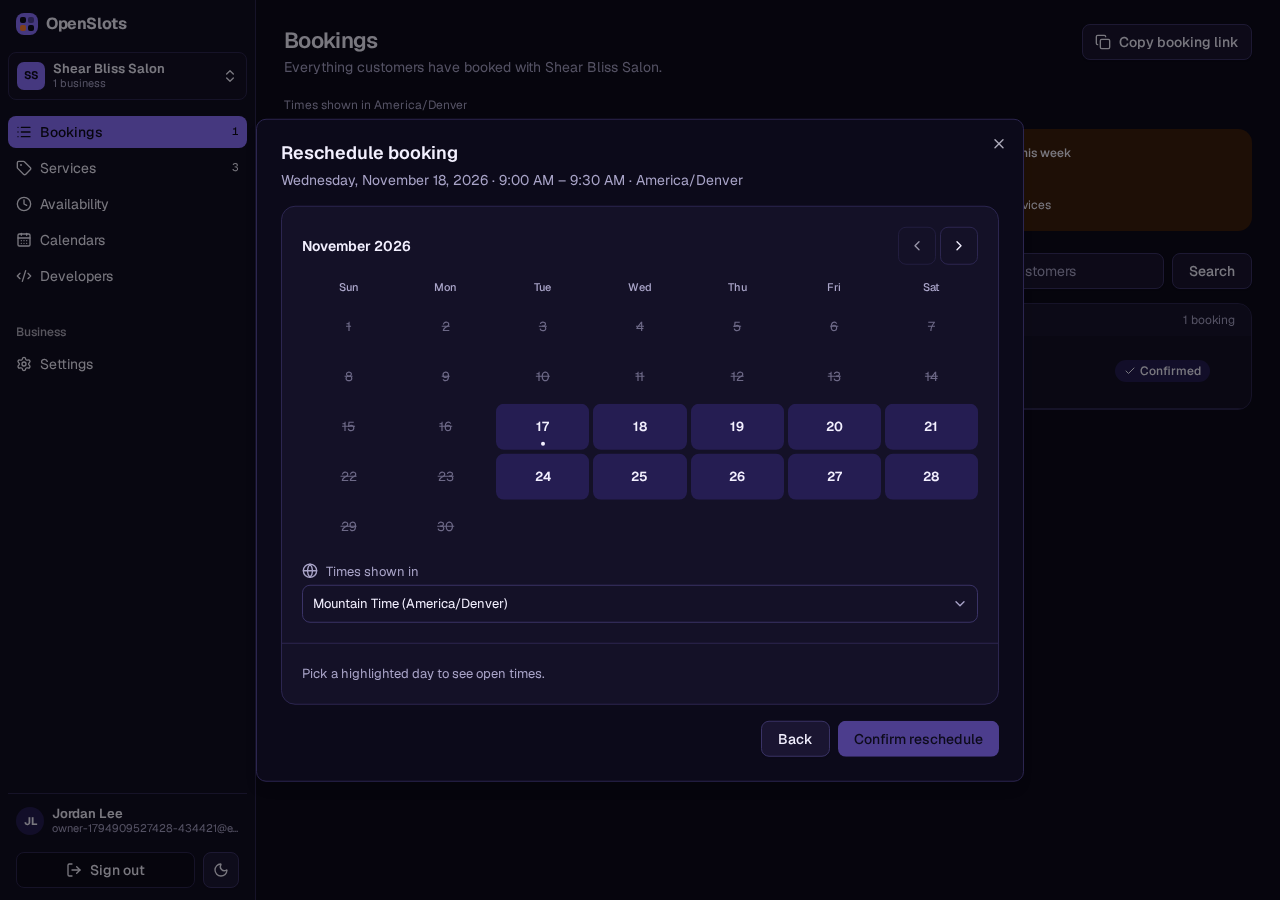 OpenSlots
SS
Shear Bliss Salon
1 business
Bookings 1
Services 3
Availability
Calendars
Developers
Business
Settings
JL
Jordan Lee
owner-1794909527428-434421@e…
Sign out
Bookings
Everything customers have booked with Shear Bliss Salon.
Copy booking link
Times shown in America/Denver
his week
vices
stomers
Search
1 booking
Confirmed
Reschedule booking
Wednesday, November 18, 2026 · 9:00 AM – 9:30 AM · America/Denver
November 2026
Sun Mon Tue Wed Thu Fri Sat
1 2 3 4 5 6 7
8 9 10 11 12 13 14
15 16 17 18 19 20 21
22 23 24 25 26 27 28
29 30
Times shown in
Mountain Time (America/Denver)
Pick a highlighted day to see open times.
Back
Confirm reschedule